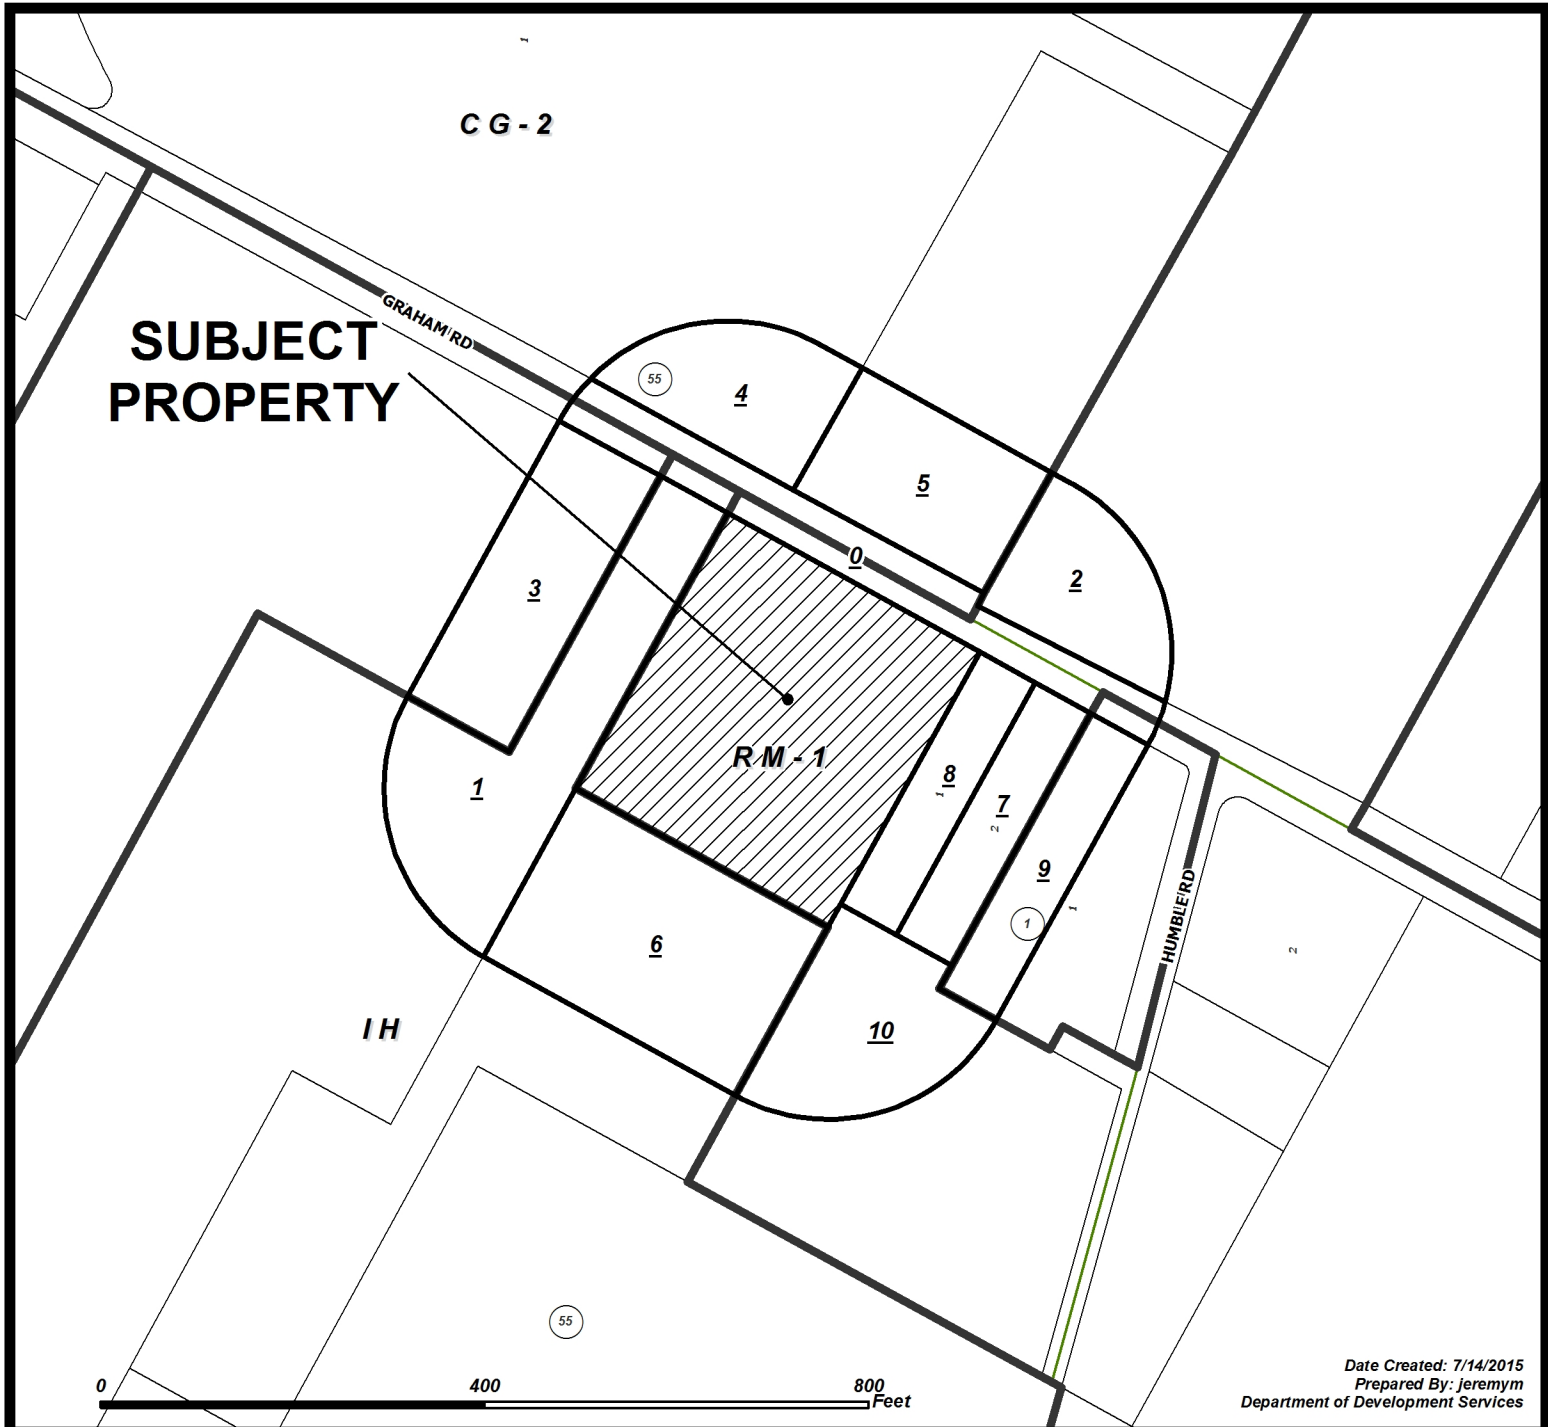 1
CG-2
GRAHAM RD
SUBJECT
PROPERTY
55
4
5
0
2
3
RM-1
1
8
1
7
2
9
1
1
HUMBLE RD
6
2
10
IH
55
0 400 800
Feet
Date Created: 7/14/2015
Prepared By: jeremym
Department of Development Services